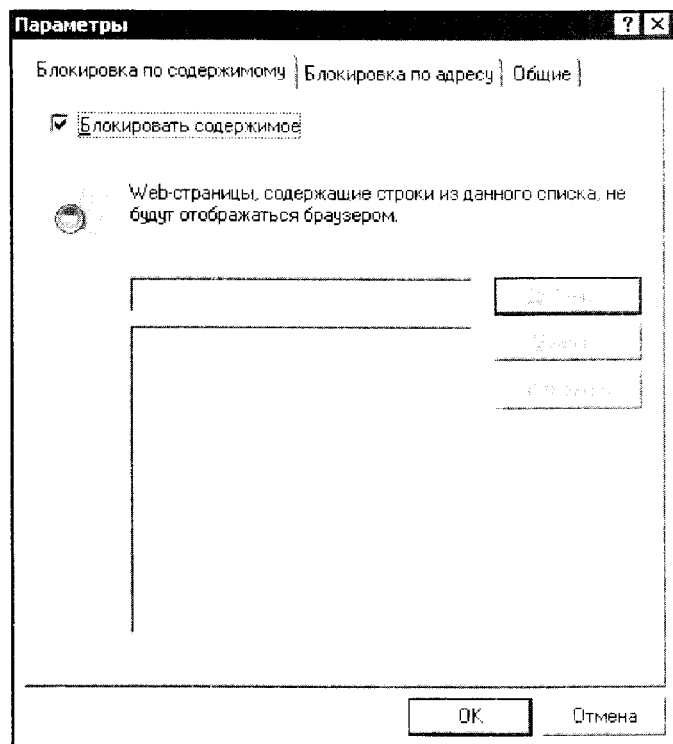 Параметры
Блокировка по содержимому Блокировка по адресу Общие
Блокировать содержимое
Web-страницы, содержащие строки из данного списка, не
будут отображаться браузером.
OK Отмена